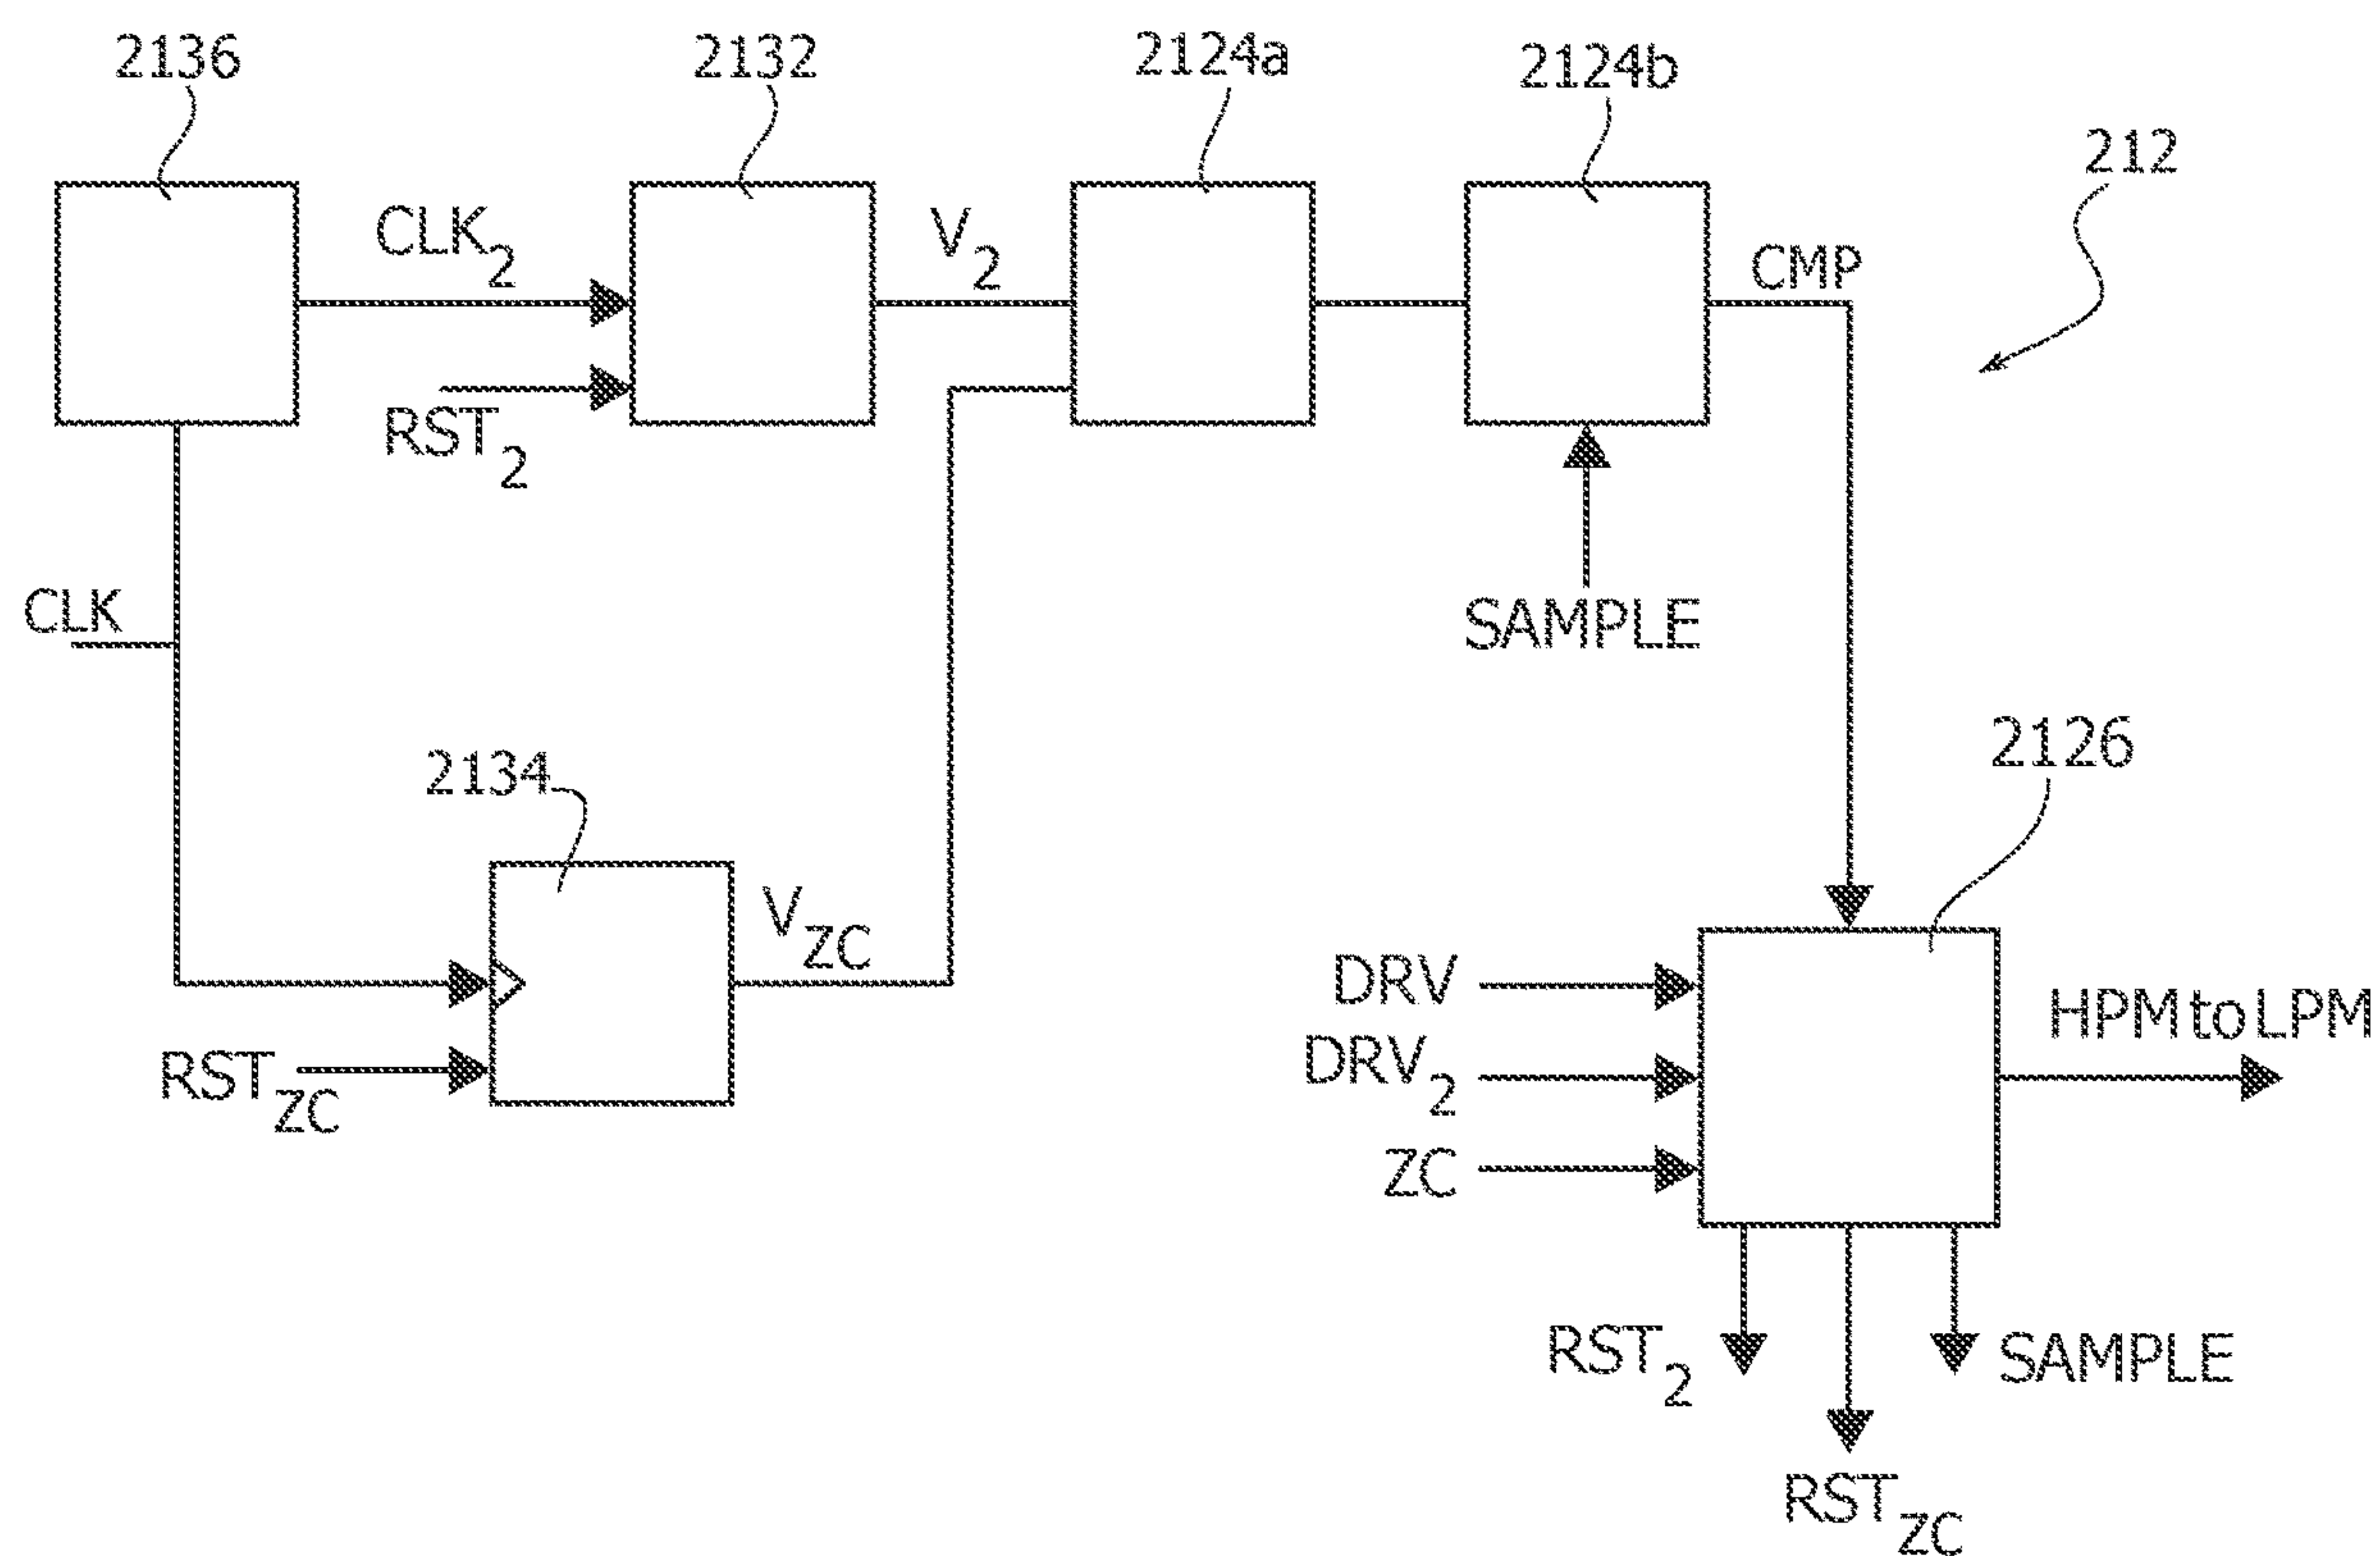 2136
2132
2124a
2124b
212
CLK2
V2
CMP
RST2
CLK
SAMPLE
2134
2126
VZC
DRV
HPM to LPM
RSTZC
DRV2
ZC
RST2
SAMPLE
RSTZC